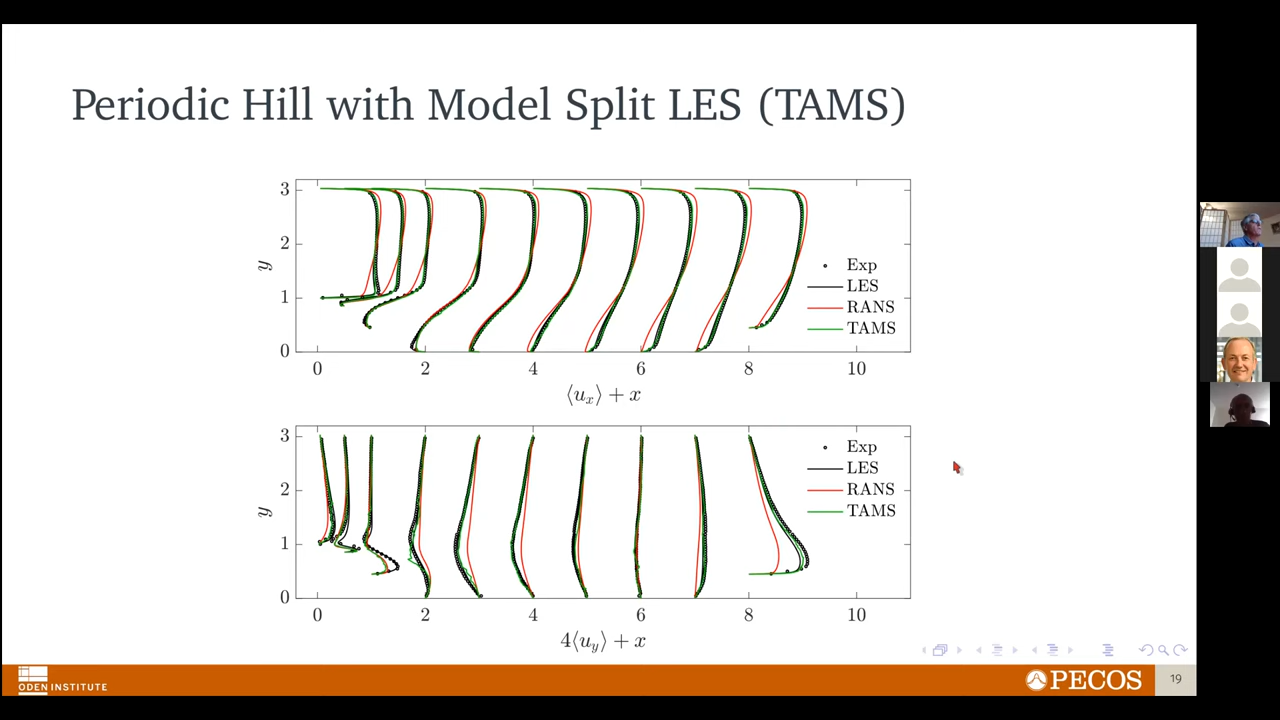 Periodic Hill with Model Split LES (TAMS)
3
2
1
0
y
Exp
LES
RANS
TAMS
0 2 4 6 8 10
⟨uₓ⟩ + x
3
2
1
0
y
Exp
LES
RANS
TAMS
0 2 4 6 8 10
4⟨u_y⟩ + x
ODEN INSTITUTE
PECOS
19